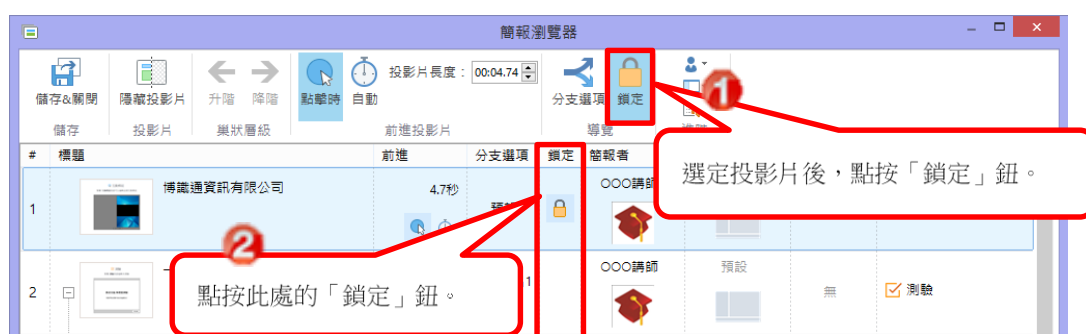 簡報瀏覽器
儲存&關閉 隱藏投影片 升階 降階 點擊時 自動 投影片長度： 00:04.74 分支選項 鎖定
1
儲存 投影片 巢狀層級 前進投影片 導覽
# 標題 前進 分支選項 鎖定 簡報者
選定投影片後，點按「鎖定」鈕。
1 博識通資訊有限公司 4.7秒 OOO講師
2
點按此處的「鎖定」鈕。
2 OOO講師 預設 無 測驗